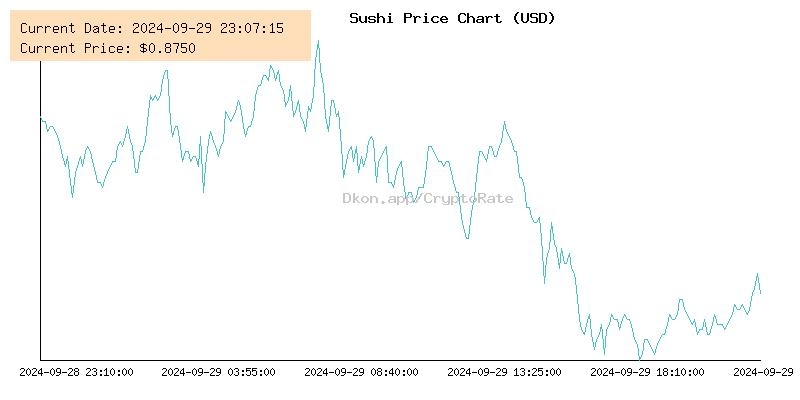 Sushi Price Chart (USD)
Current Date: 2024-09-29 23:07:15
Current Price: $0.8750
Dkon.app/CryptoRate
2024-09-28 23:10:00 2024-09-29 03:55:00 2024-09-29 08:40:00 2024-09-29 13:25:00 2024-09-29 18:10:00 2024-09-29